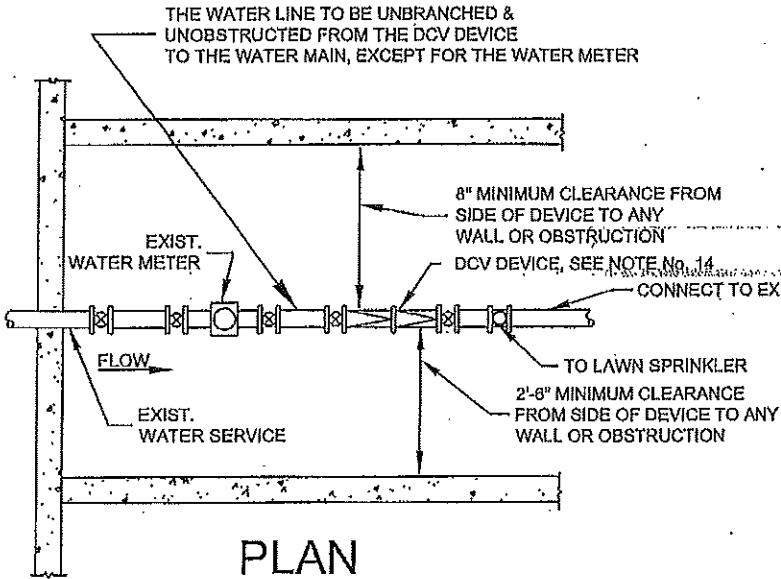 THE WATER LINE TO BE UNBRANCHED &
UNOBSTRUCTED FROM THE DCV DEVICE
TO THE WATER MAIN, EXCEPT FOR THE WATER METER
8" MINIMUM CLEARANCE FROM
SIDE OF DEVICE TO ANY
WALL OR OBSTRUCTION
EXIST.
WATER METER
DCV DEVICE, SEE NOTE No. 14
CONNECT TO EX
FLOW
TO LAWN SPRINKLER
2'-6" MINIMUM CLEARANCE
FROM SIDE OF DEVICE TO ANY
WALL OR OBSTRUCTION
EXIST.
WATER SERVICE
PLAN